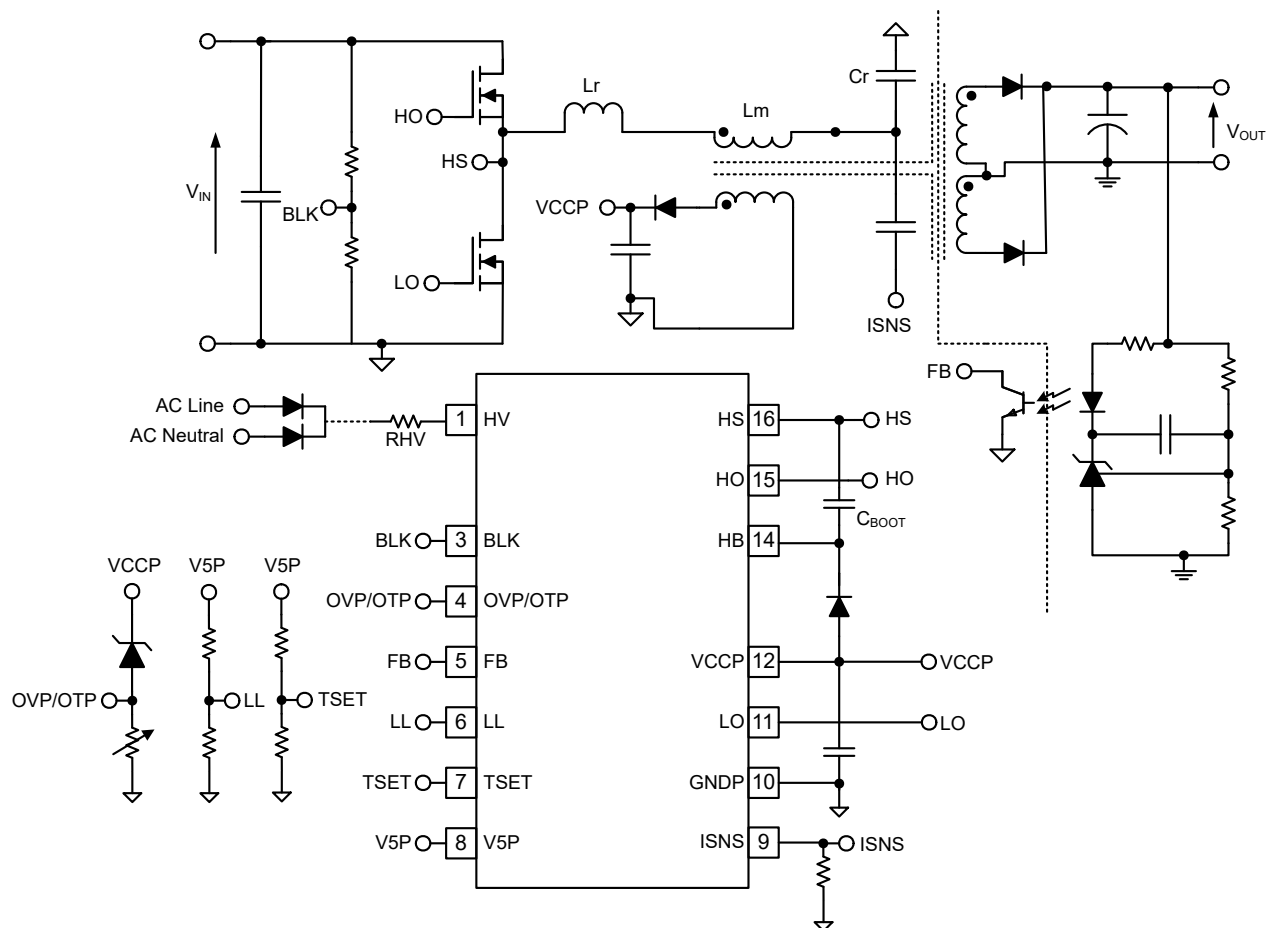 Cr
Lr
Lm
HO
HS
VIN
BLK
VCCP
VOUT
LO
ISNS
FB
AC Line
AC Neutral
RHV
1 HV
HS 16
HS
HO 15
HO
CBOOT
BLK
3 BLK
HB 14
VCCP
V5P
V5P
OVP/OTP
4 OVP/OTP
FB
5 FB
VCCP 12
VCCP
OVP/OTP
LL
TSET
LL
6 LL
LO 11
LO
TSET
7 TSET
GNDP 10
V5P
8 V5P
ISNS 9
ISNS